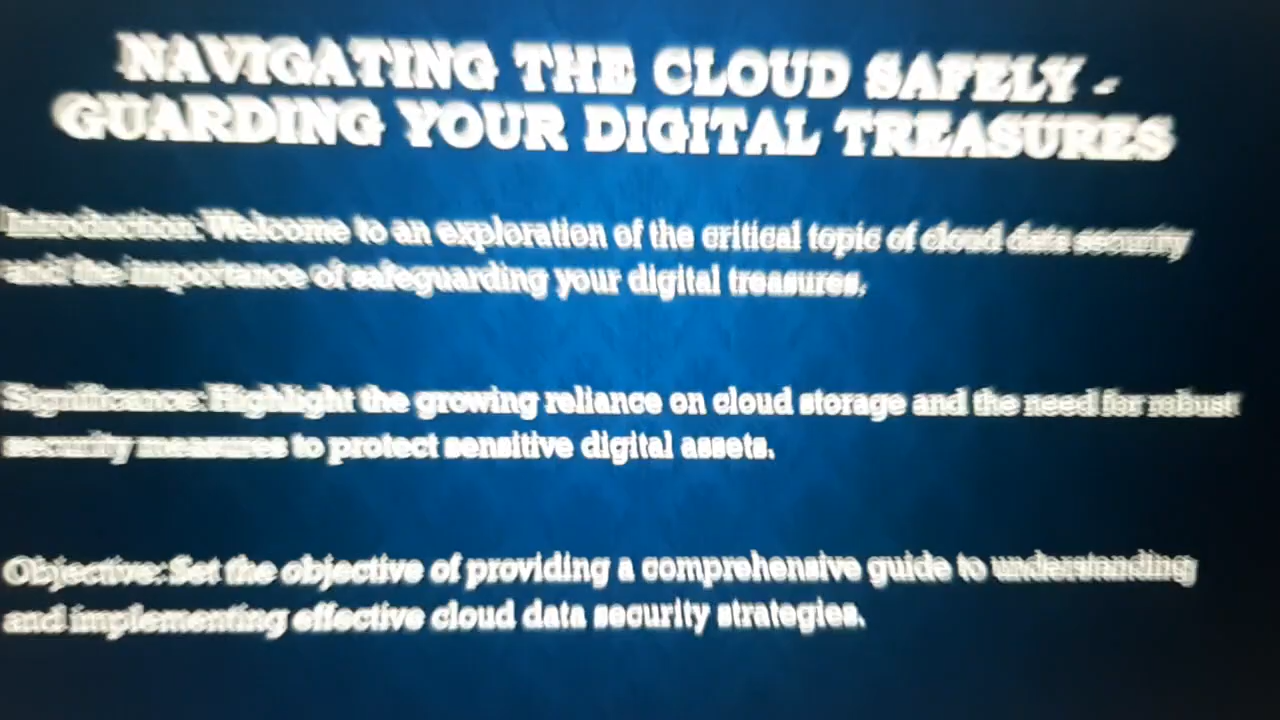 NAVIGATING THE CLOUD SAFELY -
GUARDING YOUR DIGITAL TREASURES
Introduction: Welcome to an exploration of the critical topic of cloud data security
and the importance of safeguarding your digital treasures.
Significance: Highlight the growing reliance on cloud storage and the need for robust
security measures to protect sensitive digital assets.
Objective: Set the objective of providing a comprehensive guide to understanding
and implementing effective cloud data security strategies.